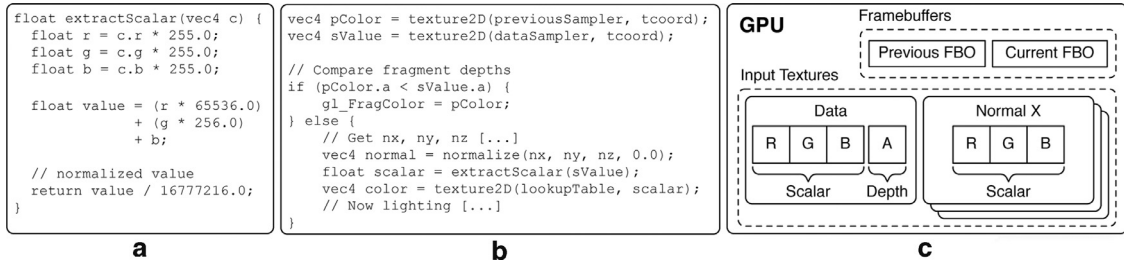 float extractScalar(vec4 c) {
float r = c.r * 255.0;
float g = c.g * 255.0;
float b = c.b * 255.0;
float value = (r * 65536.0)
+ (g * 256.0)
+ b;
// normalized value
return value / 16777216.0;
}
a
vec4 pColor = texture2D(previousSampler, tcoord);
vec4 sValue = texture2D(dataSampler, tcoord);
// Compare fragment depths
if (pColor.a < sValue.a) {
gl_FragColor = pColor;
} else {
// Get nx, ny, nz [...]
vec4 normal = normalize(nx, ny, nz, 0.0);
float scalar = extractScalar(sValue);
vec4 color = texture2D(lookupTable, scalar);
// Now lighting [...]
}
b
GPU
Framebuffers
Previous FBO Current FBO
Input Textures
Data
R G B A
Scalar Depth
Normal X
R G B
Scalar
c